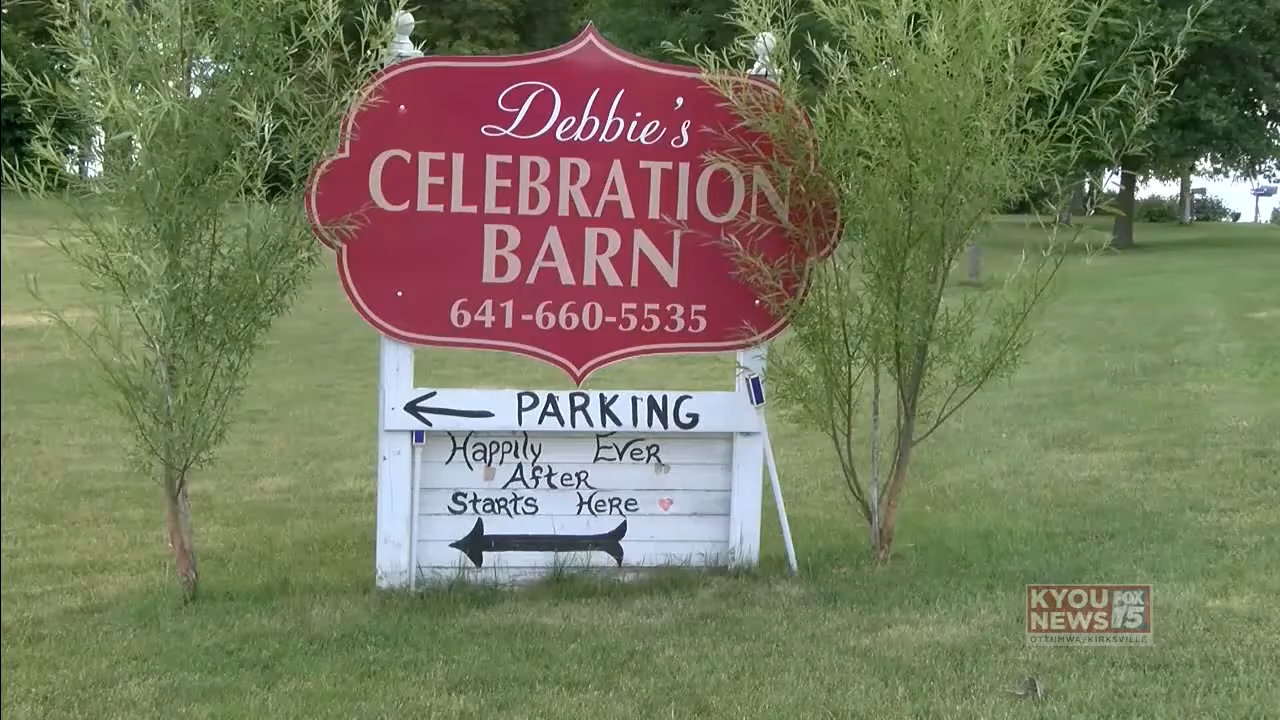 Debbie's
CELEBRATION
BARN
641-660-5535
PARKING
Happily Ever
After
Starts Here
KYOU FOX
NEWS 15
OTTUMWA/KIRKSVILLE